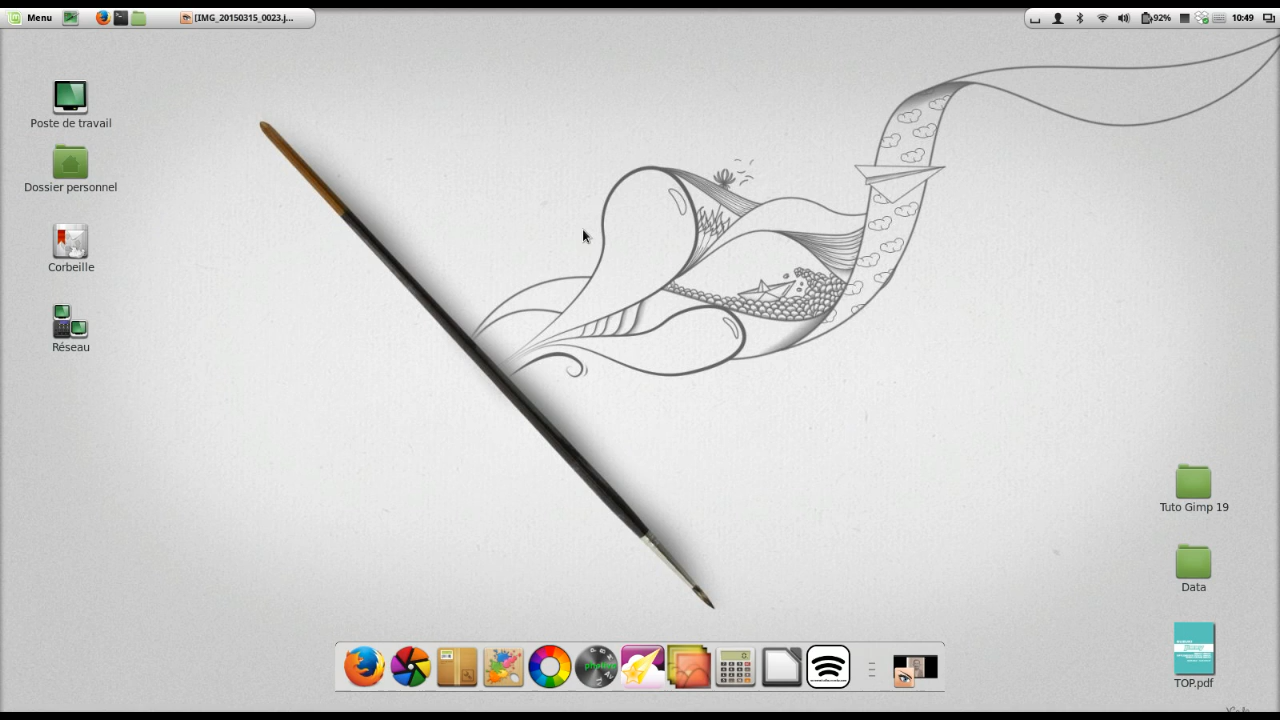 Menu
[IMG_20150315_0023.j...
92%
10:49
Poste de travail
Dossier personnel
Corbeille
Réseau
Tuto Gimp 19
Data
TOP.pdf